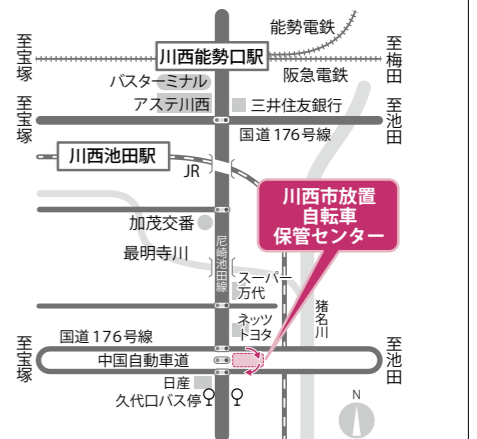 能勢電鉄
至宝塚
川西能勢口駅
至梅田
バスターミナル
阪急電鉄
至宝塚
アステ川西
三井住友銀行
至池田
国道176号線
川西池田駅
JR
川西市放置
自転車
保管センター
加茂交番
最明寺川
尼崎池田線
スーパー
万代
猪名川
ネッツ
トヨタ
国道176号線
至宝塚
中国自動車道
至池田
日産
久代口バス停
N